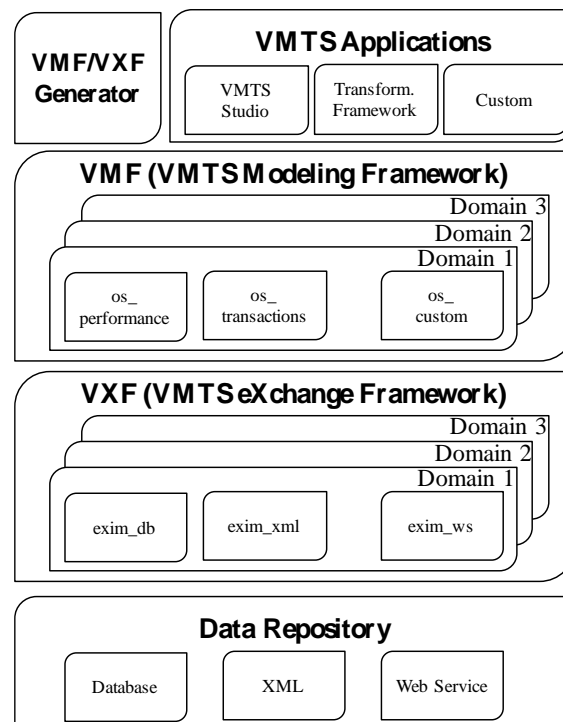 VMF/VXF
Generator
VMTS Applications
VMTS
Studio
Transform.
Framework
Custom
VMF (VMTS Modeling Framework)
Domain 3
Domain 2
Domain 1
os_
performance
os_
transactions
os_
custom
VXF (VMTS eXchange Framework)
Domain 3
Domain 2
Domain 1
exim_db
exim_xml
exim_ws
Data Repository
Database
XML
Web Service